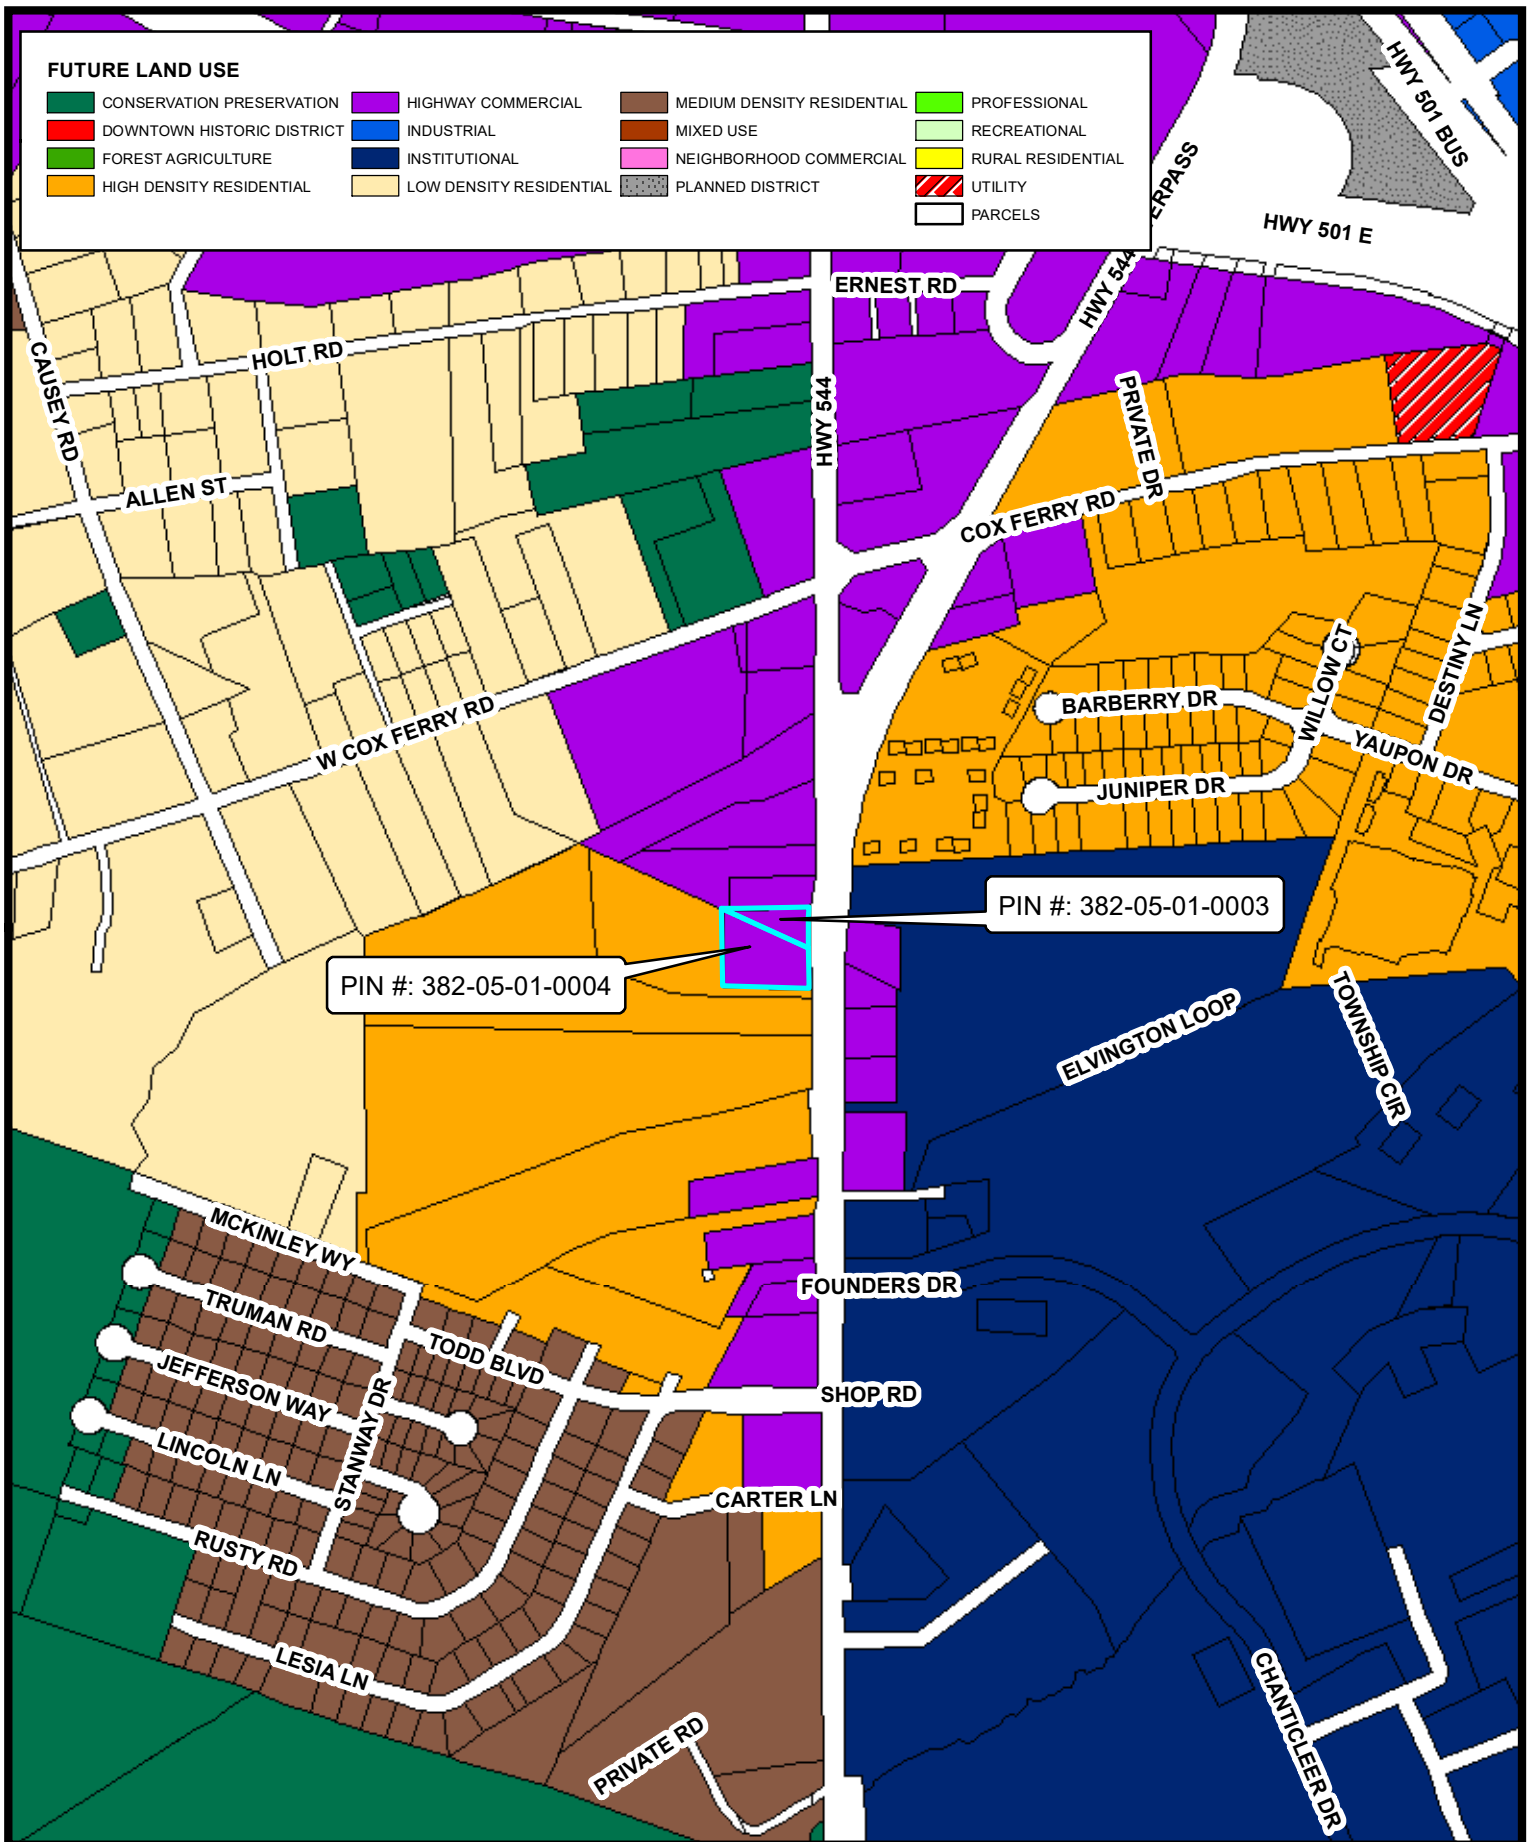 FUTURE LAND USE
CONSERVATION PRESERVATION
DOWNTOWN HISTORIC DISTRICT
FOREST AGRICULTURE
HIGH DENSITY RESIDENTIAL
HIGHWAY COMMERCIAL
INDUSTRIAL
INSTITUTIONAL
LOW DENSITY RESIDENTIAL
MEDIUM DENSITY RESIDENTIAL
MIXED USE
NEIGHBORHOOD COMMERCIAL
PLANNED DISTRICT
PROFESSIONAL
RECREATIONAL
RURAL RESIDENTIAL
UTILITY
PARCELS
HWY 501 BUS
HWY 501 E
HWY 544
ERPASS
ERNEST RD
HOLT RD
CAUSEY RD
HWY 544
PRIVATE DR
ALLEN ST
COX FERRY RD
W COX FERRY RD
BARBERRY DR
WILLOW CT
DESTINY LN
YAUPON DR
JUNIPER DR
PIN #: 382-05-01-0003
PIN #: 382-05-01-0004
ELVINGTON LOOP
TOWNSHIP CIR
MCKINLEY WY
TRUMAN RD
TODD BLVD
FOUNDERS DR
JEFFERSON WAY
STANWAY DR
SHOP RD
LINCOLN LN
CARTER LN
RUSTY RD
LESIA LN
PRIVATE RD
CHANTICLEER DR